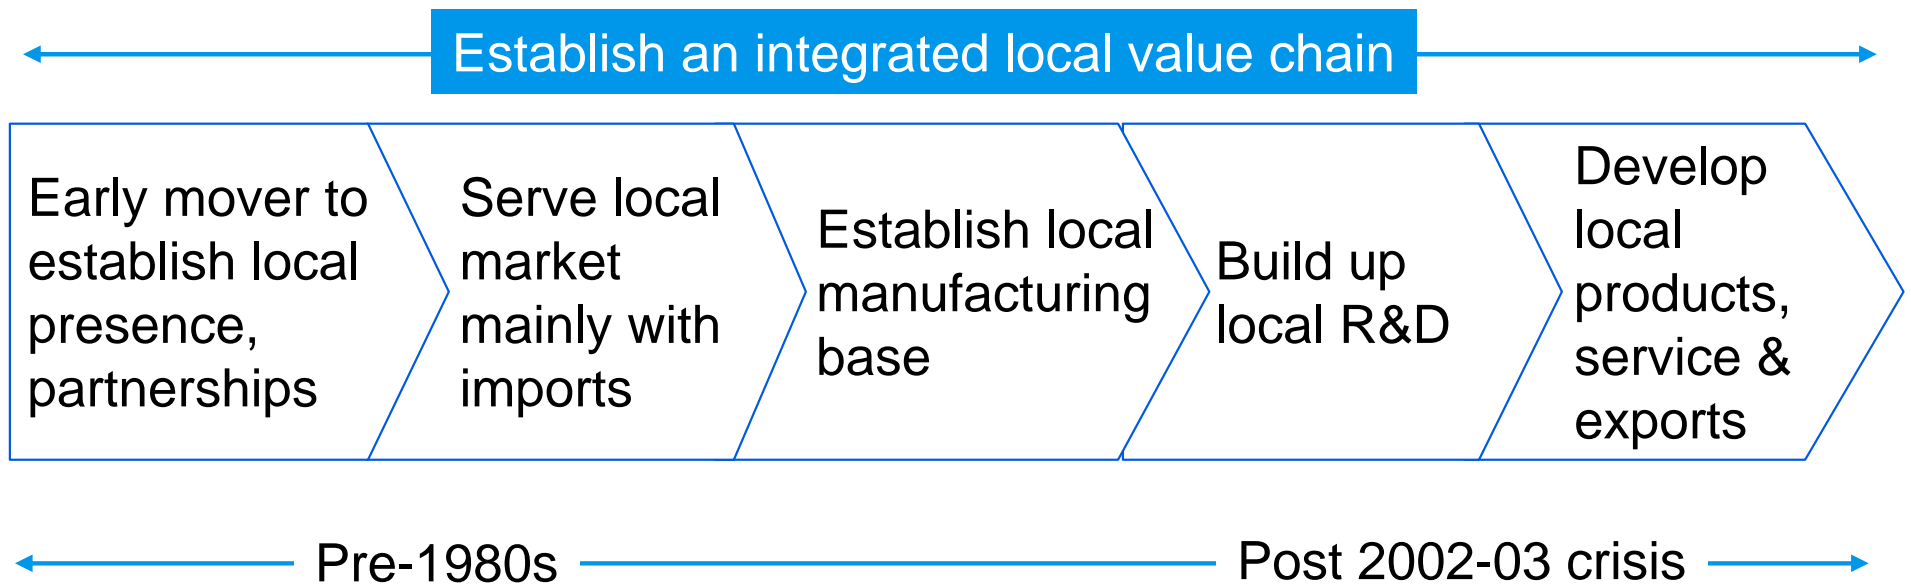 Establish an integrated local value chain
Early mover to
establish local
presence,
partnerships
Serve local
market
mainly with
imports
Establish local
manufacturing
base
Build up
local R&D
Develop
local
products,
service &
exports
Pre-1980s
Post 2002-03 crisis